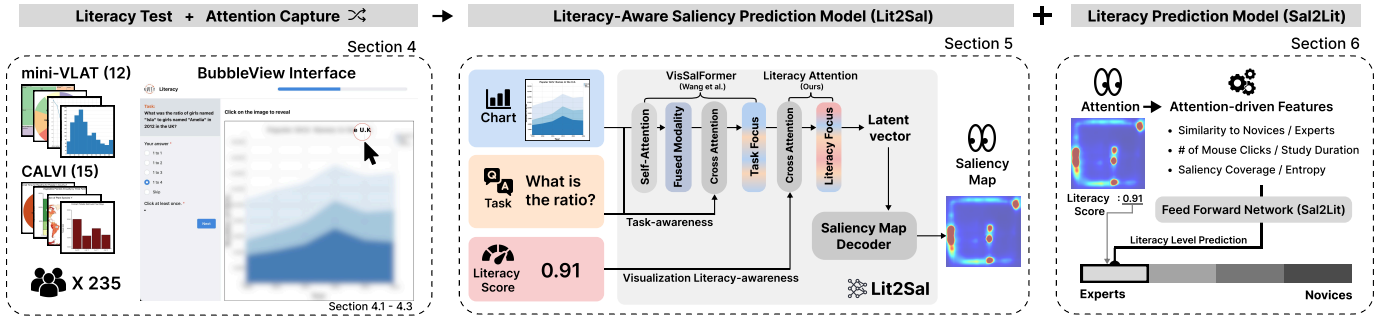 Literacy Test + Attention Capture
Literacy-Aware Saliency Prediction Model (Lit2Sal)
+
Literacy Prediction Model (Sal2Lit)
Section 4
mini-VLAT (12)
CALVI (15)
X 235
BubbleView Interface
Literacy
Task:
What was the ratio of girls named
"Isla" to girls named "Amelia" in
2012 in the UK?
Your answer *
1 to 1
1 to 2
1 to 3
1 to 4
Skip
Click at least once. *
Next
Click on the image to reveal
e U.K
Section 4.1 - 4.3
Section 5
Chart
Task
Q
A
What is
the ratio?
Literacy
Score
0.91
VisSalFormer
(Wang et al.)
Literacy Attention
(Ours)
Self-Attention
Fused Modality
Cross Attention
Task Focus
Cross Attention
Literacy Focus
Latent
vector
Task-awareness
Visualization Literacy-awareness
Saliency Map
Decoder
Saliency
Map
Lit2Sal
Section 6
Attention
Attention-driven Features
• Similarity to Novices / Experts
• # of Mouse Clicks / Study Duration
• Saliency Coverage / Entropy
Literacy
Score
: 0.91
Feed Forward Network (Sal2Lit)
Literacy Level Prediction
Experts
Novices